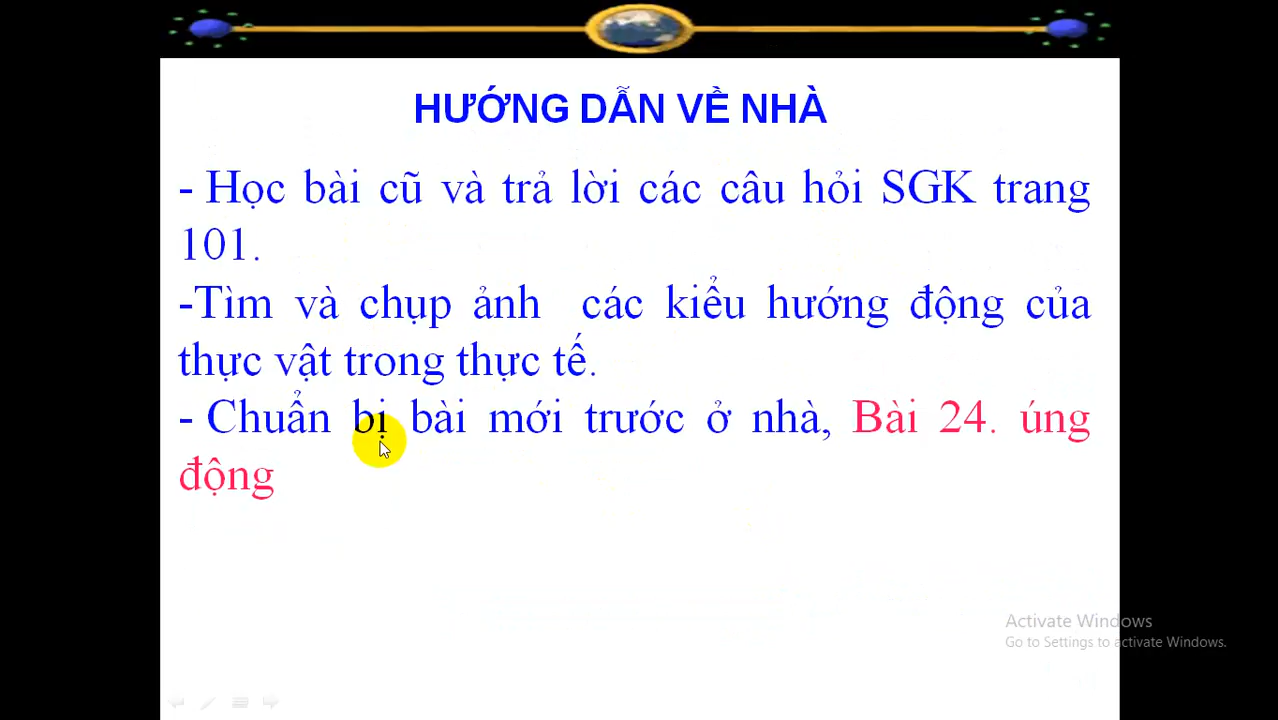 HƯỚNG DẪN VỀ NHÀ
- Học bài cũ và trả lời các câu hỏi SGK trang
101.
-Tìm và chụp ảnh các kiểu hướng động của
thực vật trong thực tế.
- Chuẩn bị bài mới trước ở nhà, Bài 24. úng
động
Activate Windows
Go to Settings to activate Windows.